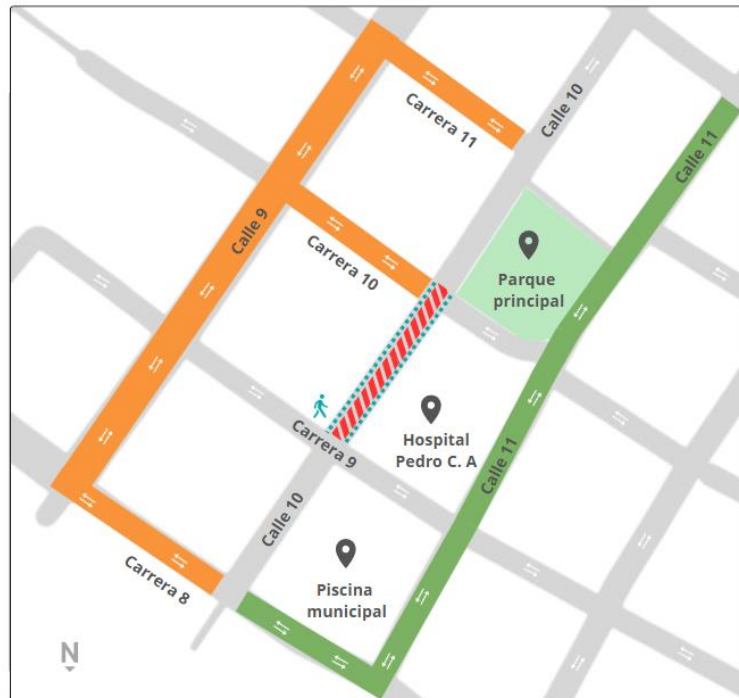 Calle 10
Carrera 11
Calle 11
Calle 9
Carrera 10
Parque
principal
Carrera 9
Hospital
Pedro C. A
Calle 11
Calle 10
Carrera 8
Piscina
municipal
N